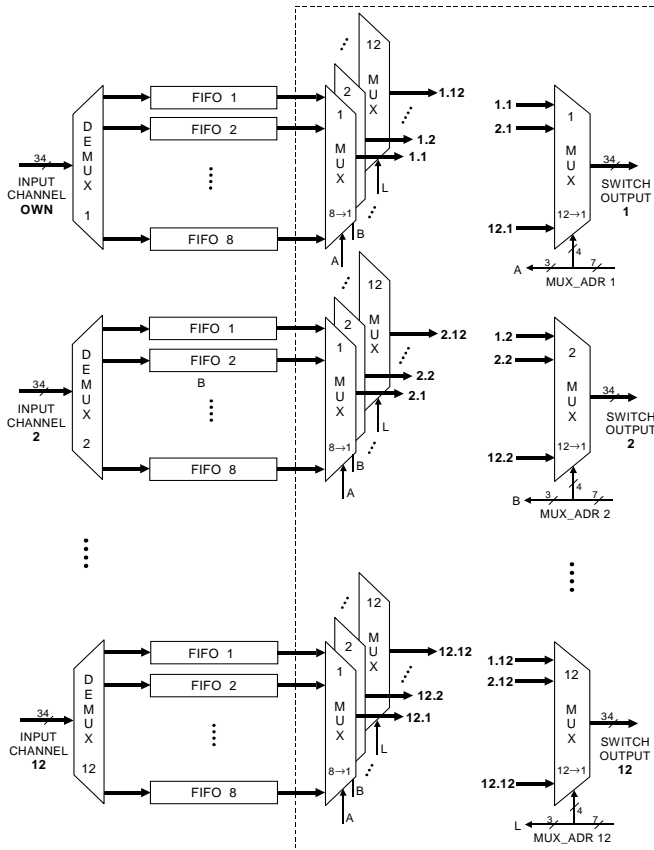 12
M
U
X
1.12
D
E
M
U
X
1
34
INPUT
CHANNEL
OWN
FIFO 1
FIFO 2
FIFO 8
2
1
M
U
X
8→1
1.2
1.1
L
B
A
1.1
2.1
12.1
1
M
U
X
12→1
34
SWITCH
OUTPUT
1
4
A
3
7
MUX_ADR 1
12
M
U
X
2.12
D
E
M
U
X
2
34
INPUT
CHANNEL
2
FIFO 1
FIFO 2
B
FIFO 8
2
1
M
U
X
8→1
2.2
2.1
L
B
A
1.2
2.2
12.2
2
M
U
X
12→1
34
SWITCH
OUTPUT
2
4
B
3
7
MUX_ADR 2
12
M
U
X
12.12
D
E
M
U
X
12
34
INPUT
CHANNEL
12
FIFO 1
FIFO 2
FIFO 8
2
1
M
U
X
8→1
12.2
12.1
L
B
A
1.12
2.12
12.12
12
M
U
X
12→1
34
SWITCH
OUTPUT
12
4
L
3
7
MUX_ADR 12